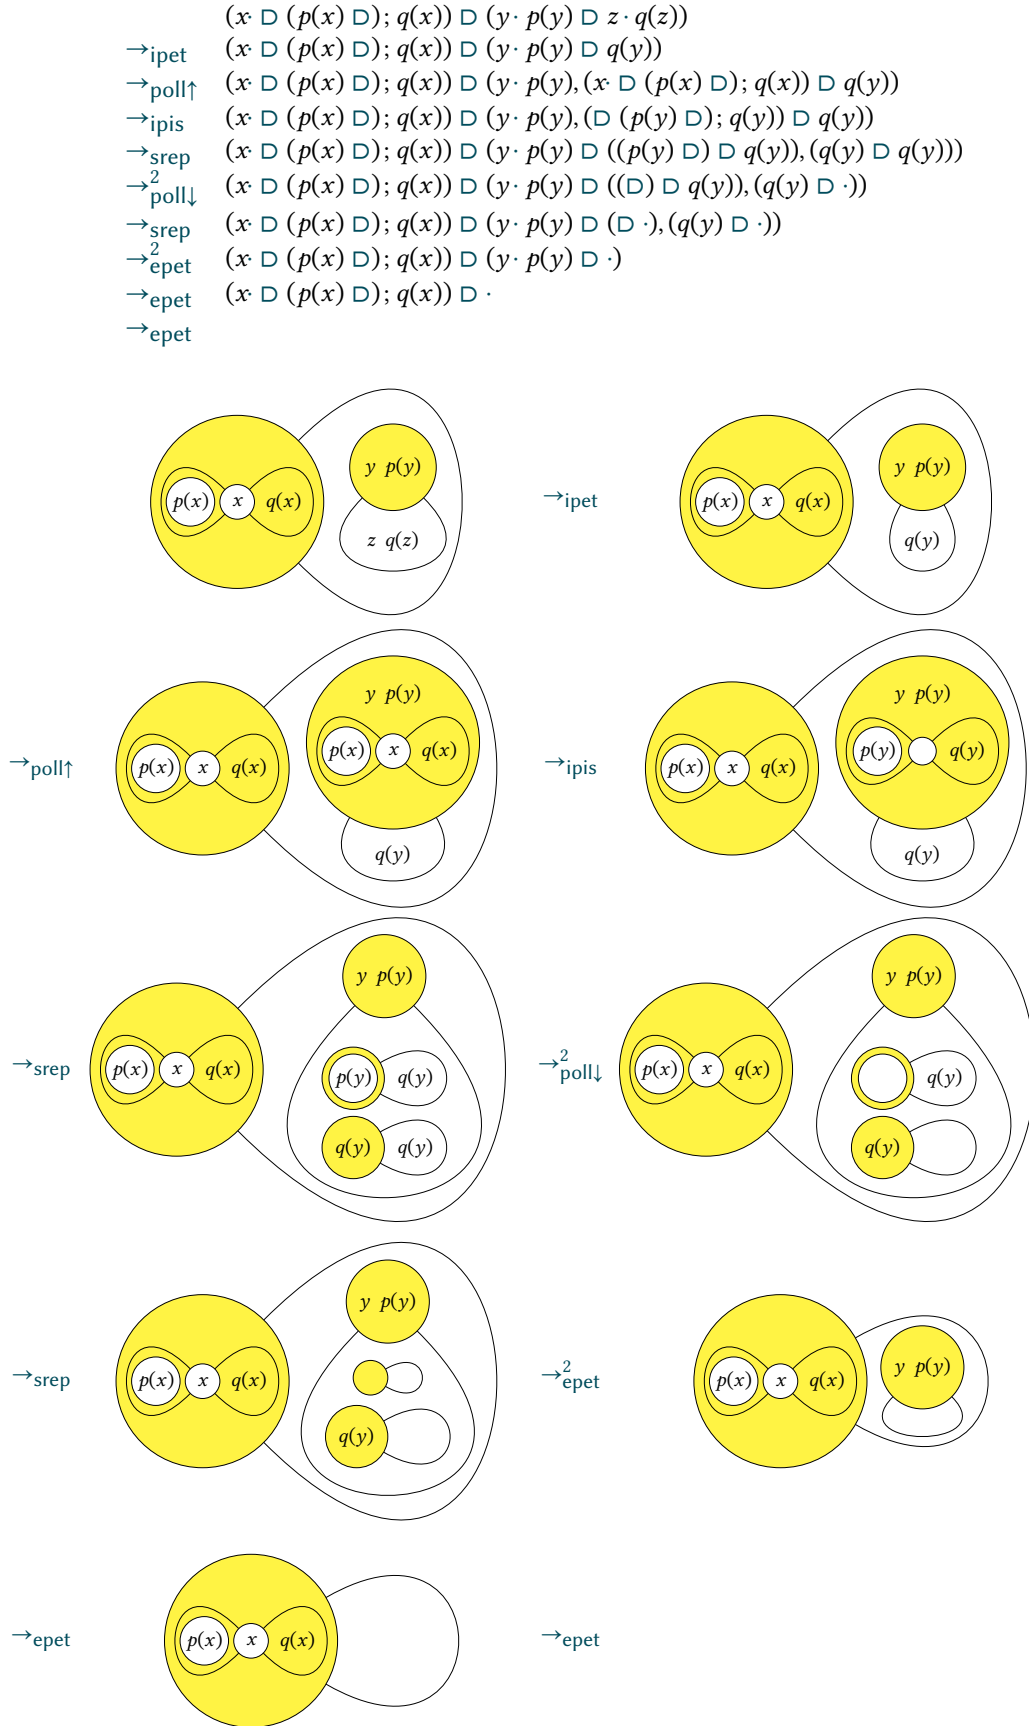 (x· ⊃ (p(x) ⊃) ; q(x)) ⊃ (y · p(y) ⊃ z · q(z))
→ipet (x· ⊃ (p(x) ⊃) ; q(x)) ⊃ (y · p(y) ⊃ q(y))
→poll↑ (x· ⊃ (p(x) ⊃) ; q(x)) ⊃ (y · p(y), (x· ⊃ (p(x) ⊃) ; q(x)) ⊃ q(y))
→ipis (x· ⊃ (p(x) ⊃) ; q(x)) ⊃ (y · p(y), (⊃ (p(y) ⊃) ; q(y)) ⊃ q(y))
→srep (x· ⊃ (p(x) ⊃) ; q(x)) ⊃ (y · p(y) ⊃ ((p(y) ⊃) ⊃ q(y)), (q(y) ⊃ q(y)))
→²poll↓ (x· ⊃ (p(x) ⊃) ; q(x)) ⊃ (y · p(y) ⊃ ((⊃) ⊃ q(y)), (q(y) ⊃ ·))
→srep (x· ⊃ (p(x) ⊃) ; q(x)) ⊃ (y · p(y) ⊃ (⊃ ·), (q(y) ⊃ ·))
→²epet (x· ⊃ (p(x) ⊃) ; q(x)) ⊃ (y · p(y) ⊃ ·)
→epet (x· ⊃ (p(x) ⊃) ; q(x)) ⊃ ·
→epet
y p(y)
p(x) x q(x)
z q(z)
→ipet
y p(y)
p(x) x q(x)
q(y)
→poll↑
y p(y)
p(x) x q(x)
p(x) x q(x)
q(y)
→ipis
y p(y)
p(y) q(y)
p(x) x q(x)
q(y)
→srep
y p(y)
p(x) x q(x)
p(y) q(y)
q(y) q(y)
→²poll↓
y p(y)
p(x) x q(x)
q(y)
q(y)
→srep
y p(y)
p(x) x q(x)
q(y)
→²epet
y p(y)
p(x) x q(x)
→epet
p(x) x q(x)
→epet